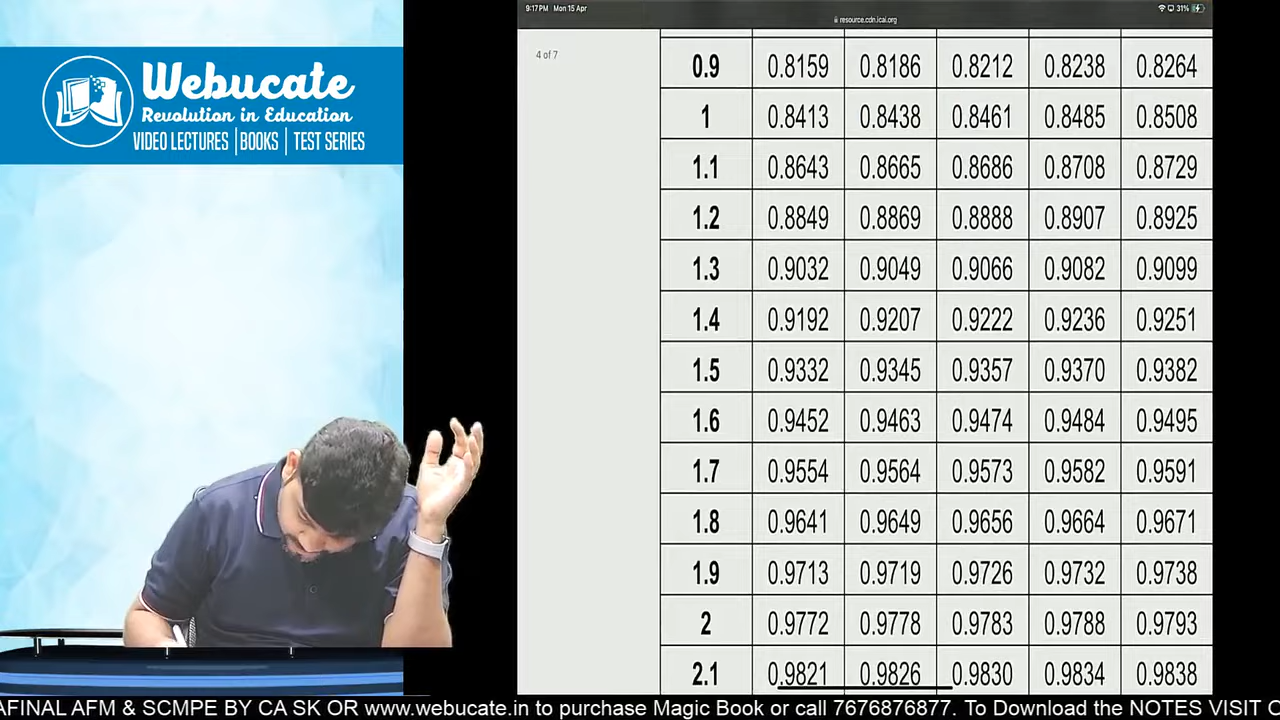 9:17 PM Mon 15 Apr
resource.cdn.icai.org
31%
4 of 7
Webucate
Revolution in Education
VIDEO LECTURES | BOOKS | TEST SERIES
0.9 0.8159 0.8186 0.8212 0.8238 0.8264
1 0.8413 0.8438 0.8461 0.8485 0.8508
1.1 0.8643 0.8665 0.8686 0.8708 0.8729
1.2 0.8849 0.8869 0.8888 0.8907 0.8925
1.3 0.9032 0.9049 0.9066 0.9082 0.9099
1.4 0.9192 0.9207 0.9222 0.9236 0.9251
1.5 0.9332 0.9345 0.9357 0.9370 0.9382
1.6 0.9452 0.9463 0.9474 0.9484 0.9495
1.7 0.9554 0.9564 0.9573 0.9582 0.9591
1.8 0.9641 0.9649 0.9656 0.9664 0.9671
1.9 0.9713 0.9719 0.9726 0.9732 0.9738
2 0.9772 0.9778 0.9783 0.9788 0.9793
2.1 0.9821 0.9826 0.9830 0.9834 0.9838
AFINAL AFM & SCMPE BY CA SK OR www.webucate.in to purchase Magic Book or call 7676876877. To Download the NOTES VISIT